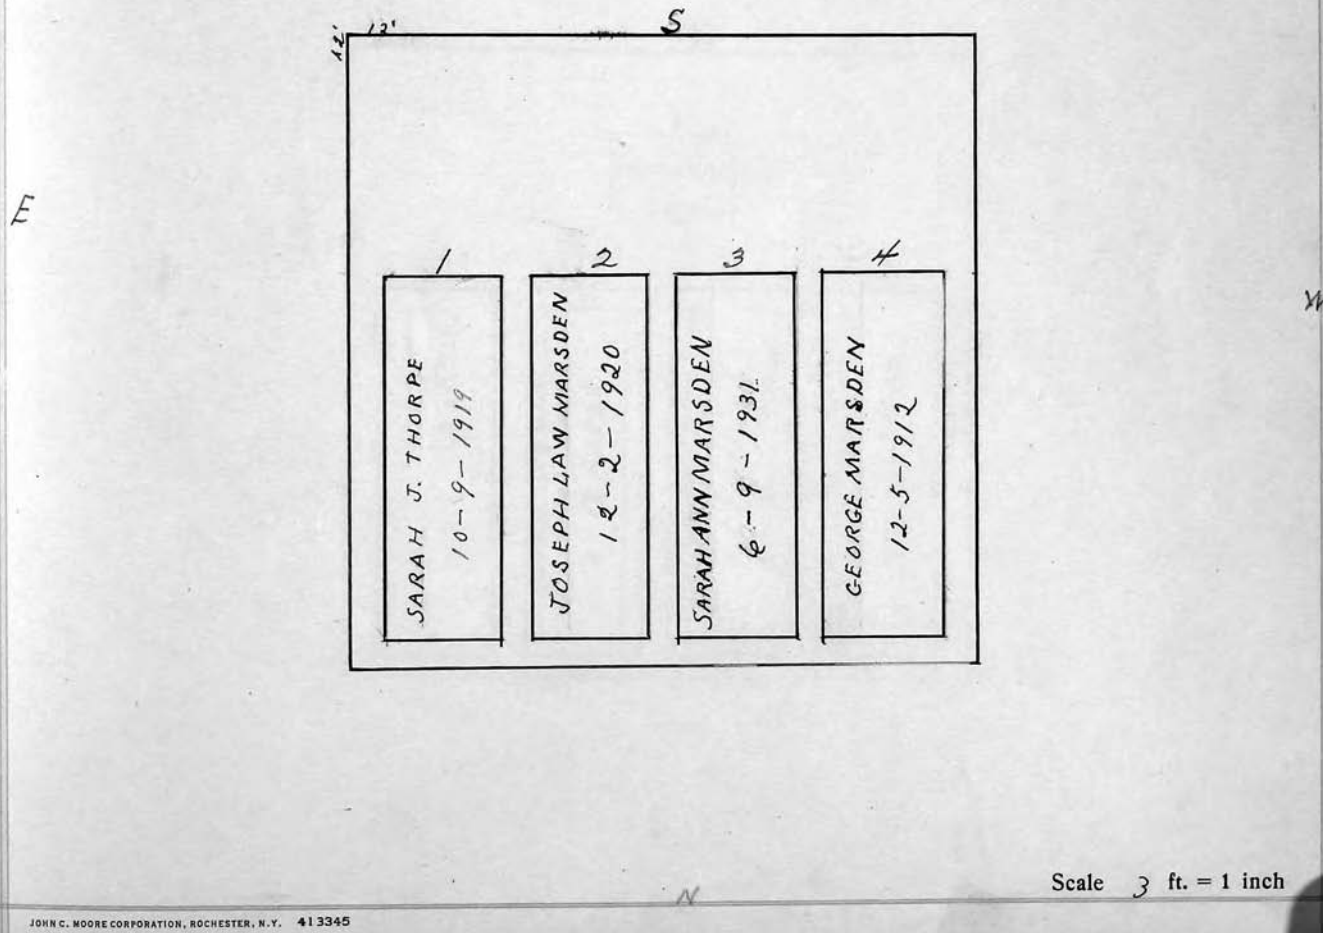 S
12'
12'
E
W
1
2
3
4
SARAH J. THORPE
10-9-1919
JOSEPH LAW MARSDEN
12-2-1920
SARAH ANN MARSDEN
6-9-1931
GEORGE MARSDEN
12-5-1912
N
Scale 3 ft. = 1 inch
JOHN C. MOORE CORPORATION, ROCHESTER, N.Y. 413345